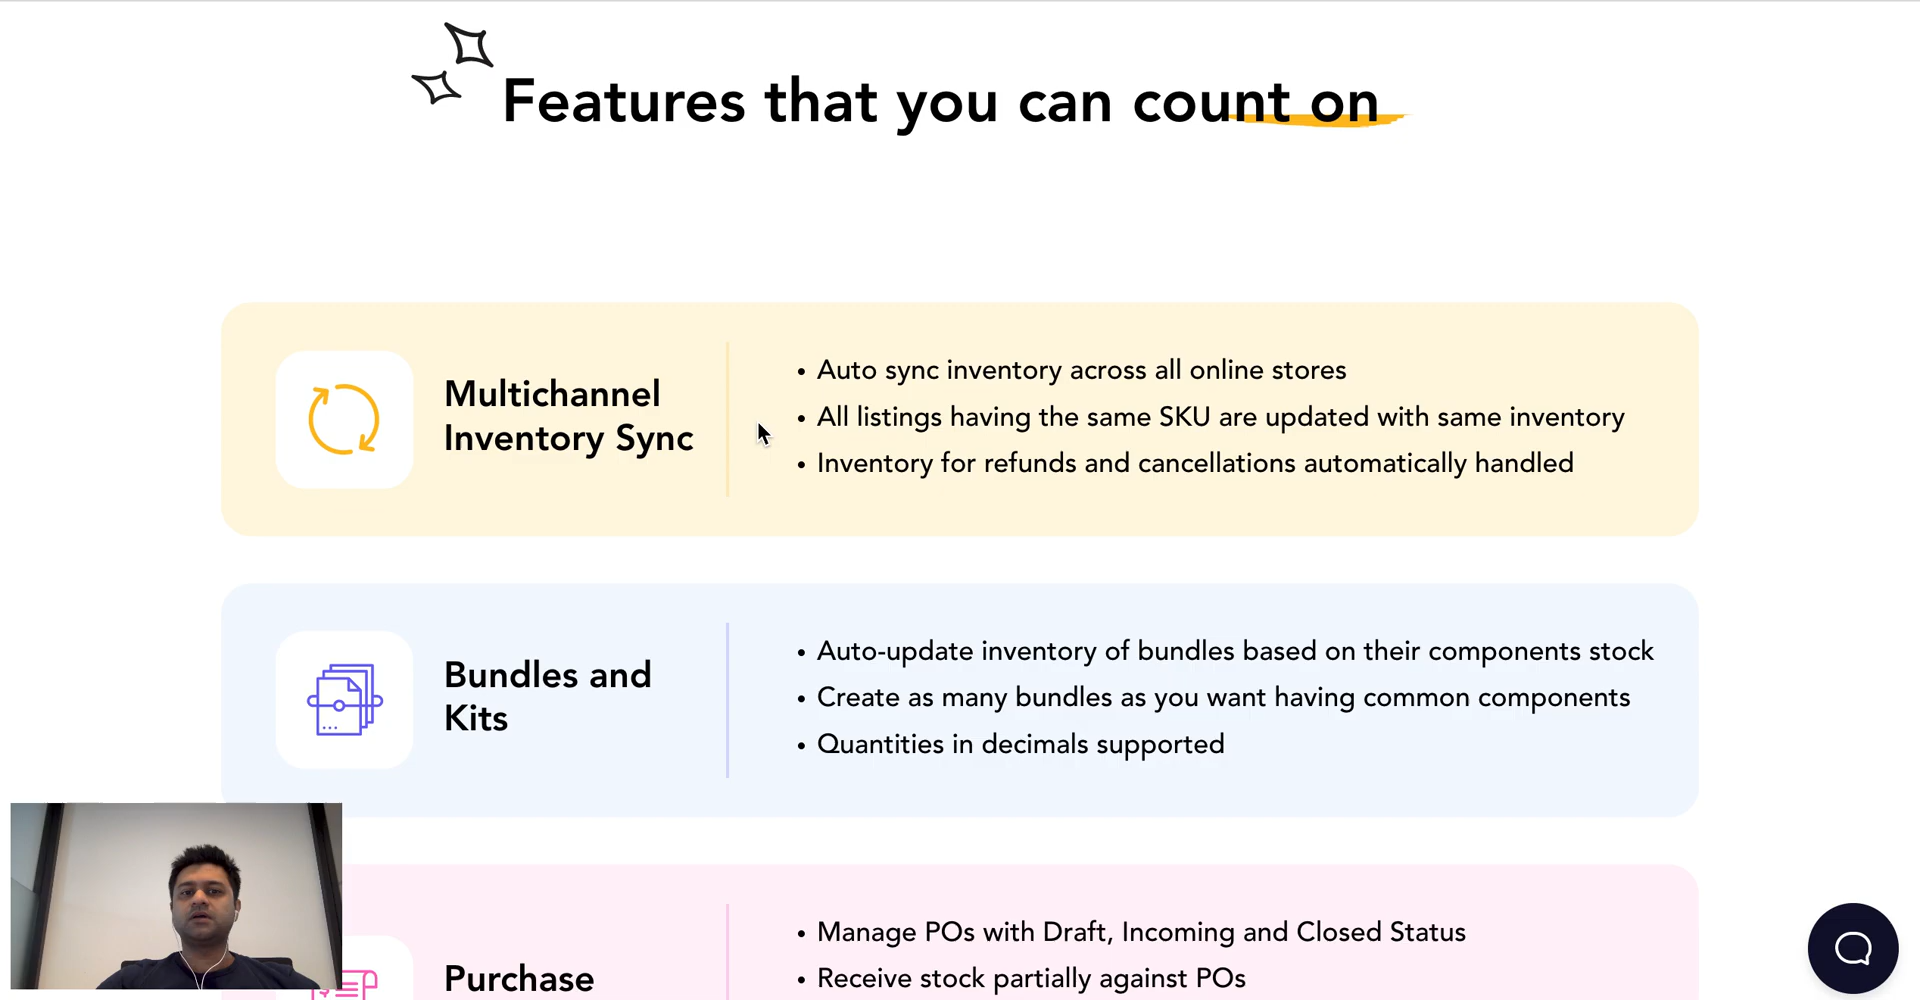 Features that you can count on
Multichannel
Inventory Sync
• Auto sync inventory across all online stores
• All listings having the same SKU are updated with same inventory
• Inventory for refunds and cancellations automatically handled
Bundles and
Kits
• Auto-update inventory of bundles based on their components stock
• Create as many bundles as you want having common components
• Quantities in decimals supported
Purchase
• Manage POs with Draft, Incoming and Closed Status
• Receive stock partially against POs